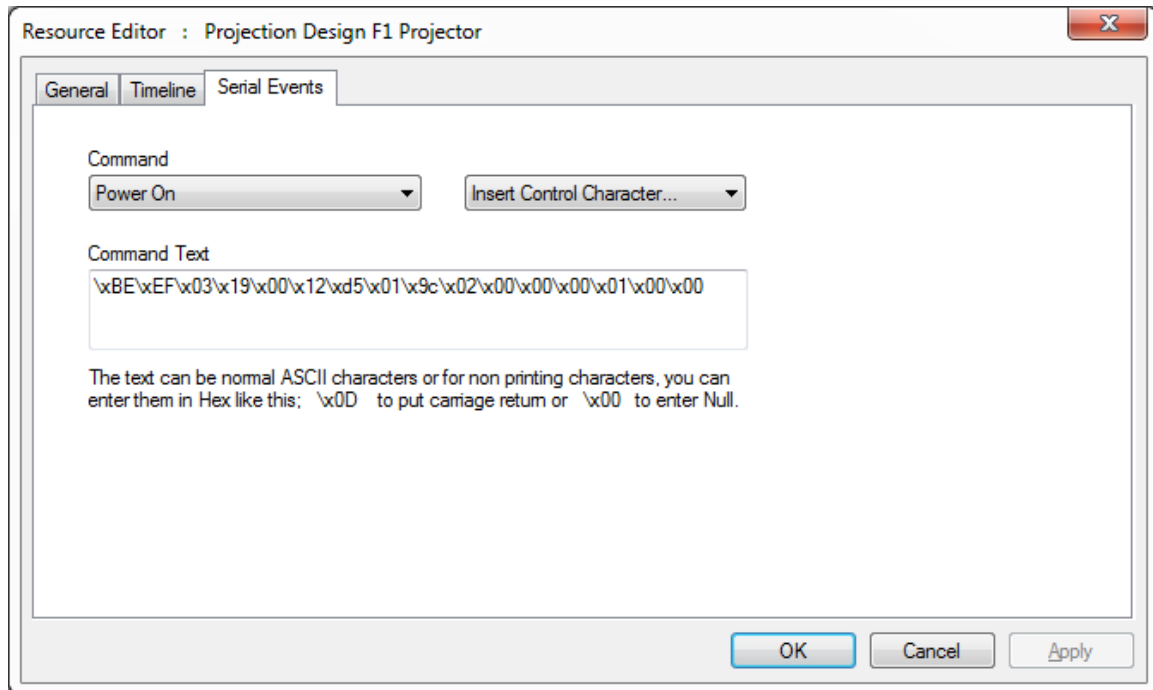 Resource Editor : Projection Design F1 Projector
General Timeline Serial Events
Command
Power On Insert Control Character...
Command Text
\xBE\xEF\x03\x19\x00\x12\xd5\x01\x9c\x02\x00\x00\x00\x01\x00\x00
The text can be normal ASCII characters or for non printing characters, you can
enter them in Hex like this; \x0D to put carriage return or \x00 to enter Null.
OK Cancel Apply